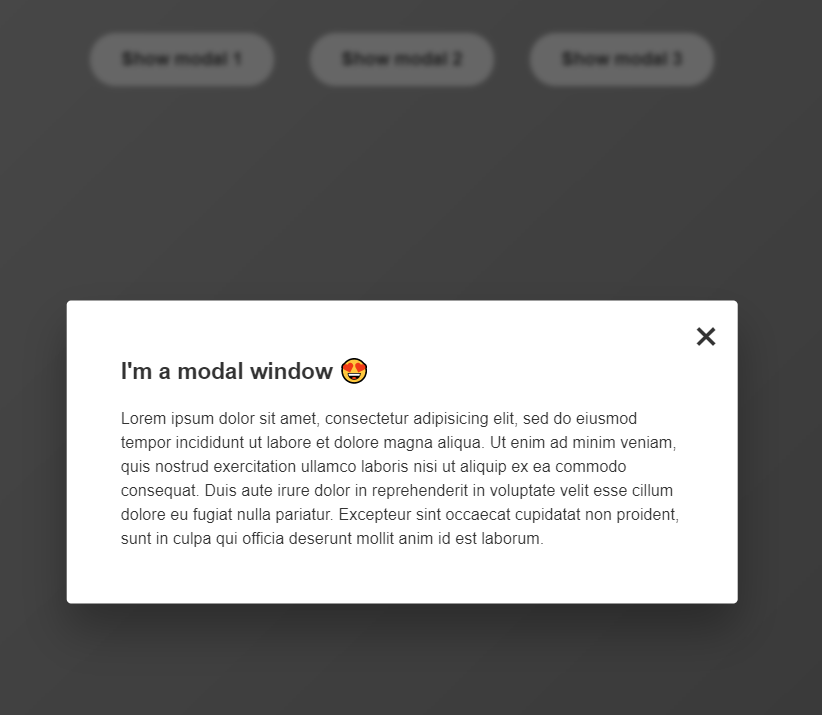 Show modal 1 Show modal 2 Show modal 3
×
I'm a modal window 😍
Lorem ipsum dolor sit amet, consectetur adipisicing elit, sed do eiusmod
tempor incididunt ut labore et dolore magna aliqua. Ut enim ad minim veniam,
quis nostrud exercitation ullamco laboris nisi ut aliquip ex ea commodo
consequat. Duis aute irure dolor in reprehenderit in voluptate velit esse cillum
dolore eu fugiat nulla pariatur. Excepteur sint occaecat cupidatat non proident,
sunt in culpa qui officia deserunt mollit anim id est laborum.